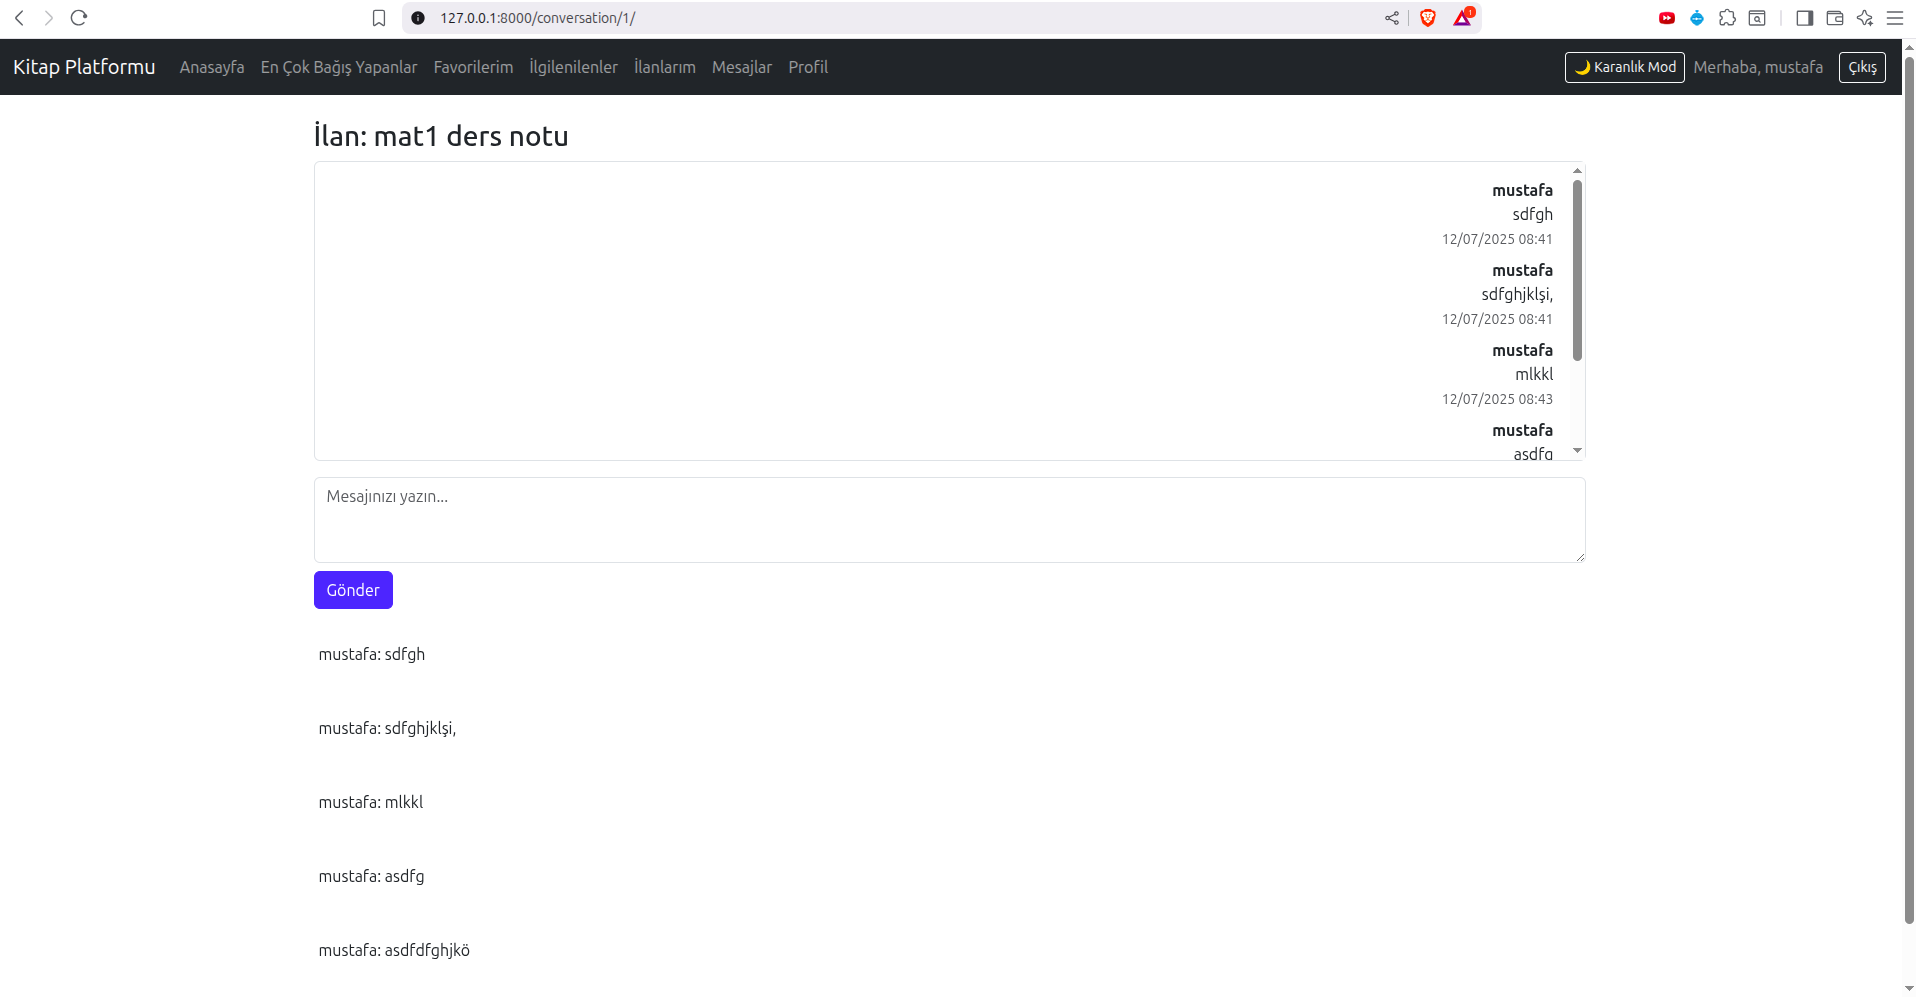 127.0.0.1:8000/conversation/1/
1
Kitap Platformu Anasayfa En Çok Bağış Yapanlar Favorilerim İlgilenilenler İlanlarım Mesajlar Profil 🌙 Karanlık Mod Merhaba, mustafa Çıkış
İlan: mat1 ders notu
mustafa
sdfgh
12/07/2025 08:41
mustafa
sdfghjklşi,
12/07/2025 08:41
mustafa
mlkkl
12/07/2025 08:43
mustafa
asdfg
Mesajınızı yazın...
Gönder
mustafa: sdfgh
mustafa: sdfghjklşi,
mustafa: mlkkl
mustafa: asdfg
mustafa: asdfdfghjkö